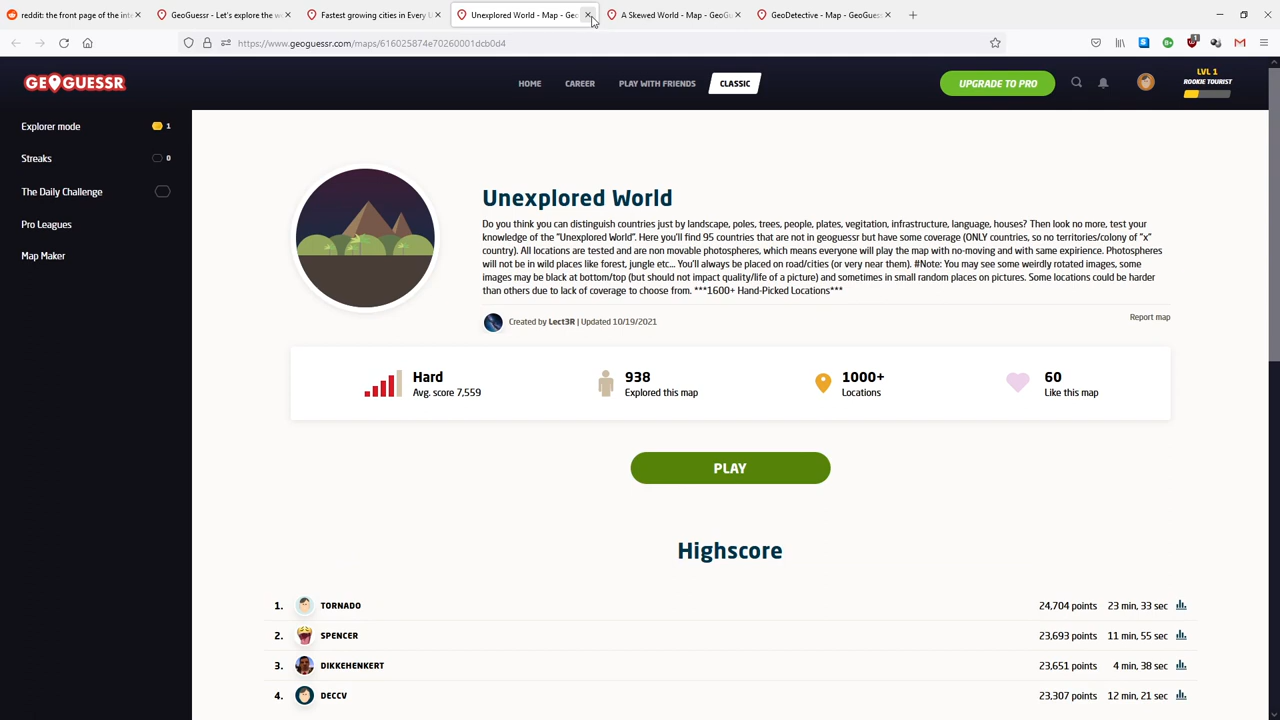 reddit: the front page of the inte
GeoGuessr - Let's explore the w
Fastest growing cities in Every C
Unexplored World - Map - Geo
A Skewed World - Map - GeoGu
GeoDetective - Map - GeoGuess
https://www.geoguessr.com/maps/616025874e70260001dcb0d4
GEOGUESSR
HOME
CAREER
PLAY WITH FRIENDS
CLASSIC
UPGRADE TO PRO
LVL 1
ROOKIE TOURIST
Explorer mode 1
Streaks 0
The Daily Challenge
Pro Leagues
Map Maker
Unexplored World
Do you think you can distinguish countries just by landscape, poles, trees, people, plates, vegitation, infrastructure, language, houses? Then look no more, test your
knowledge of the "Unexplored World". Here you'll find 95 countries that are not in geoguessr but have some coverage (ONLY countries, so no territories/colony of "x"
country). All locations are tested and are non movable photospheres, which means everyone will play the map with no-moving and with same expirience. Photospheres
will not be in wild places like forest, jungle etc... You'll always be placed on road/cities (or very near them). #Note: You may see some weirdly rotated images, some
images may be black at bottom/top (but should not impact quality/life of a picture) and sometimes in small random places on pictures. Some locations could be harder
than others due to lack of coverage to choose from. ***1600+ Hand-Picked Locations***
Created by Lect3R | Updated 10/19/2021
Report map
Hard
Avg. score 7,559
938
Explored this map
1000+
Locations
60
Like this map
PLAY
Highscore
1. TORNADO 24,704 points 23 min, 33 sec
2. SPENCER 23,693 points 11 min, 55 sec
3. DIKKEHENKERT 23,651 points 4 min, 38 sec
4. DECCV 23,307 points 12 min, 21 sec